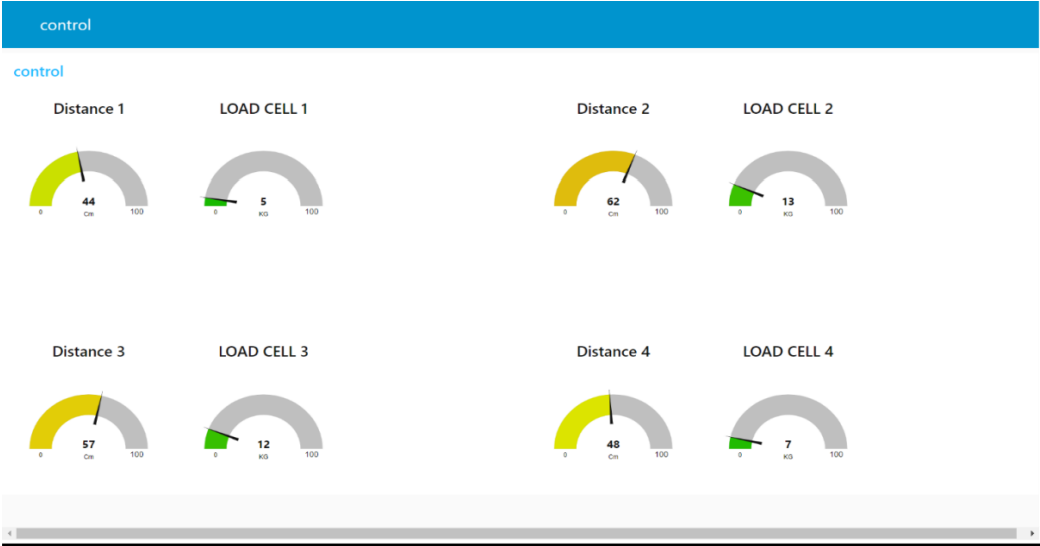 control
control
Distance 1
LOAD CELL 1
Distance 2
LOAD CELL 2
44
Cm
0
100
5
KG
0
100
62
Cm
0
100
13
KG
0
100
Distance 3
LOAD CELL 3
Distance 4
LOAD CELL 4
57
Cm
0
100
12
KG
0
100
48
Cm
0
100
7
KG
0
100